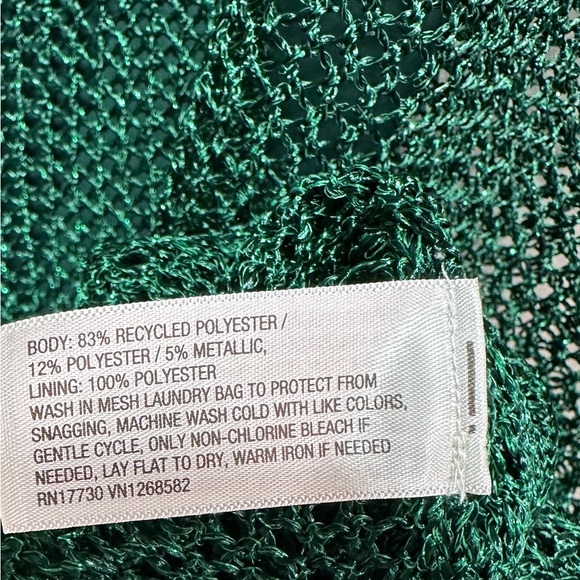 BODY: 83% RECYCLED POLYESTER /
12% POLYESTER / 5% METALLIC,
LINING: 100% POLYESTER
WASH IN MESH LAUNDRY BAG TO PROTECT FROM
SNAGGING, MACHINE WASH COLD WITH LIKE COLORS,
GENTLE CYCLE, ONLY NON-CHLORINE BLEACH IF
NEEDED, LAY FLAT TO DRY, WARM IRON IF NEEDED
RN17730 VN1268582